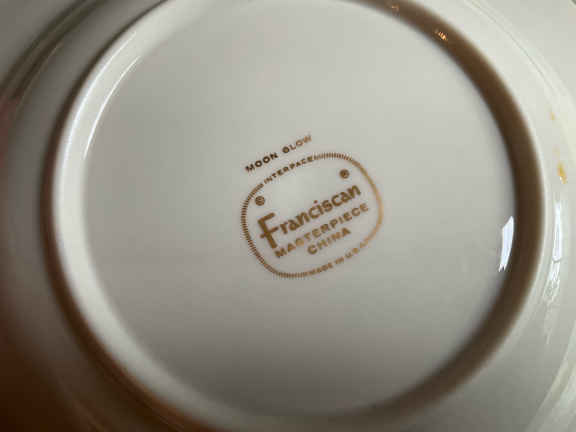 MOON GLOW
INTERPACE
®
®
Franciscan
MASTERPIECE
CHINA
MADE IN U.S.A.